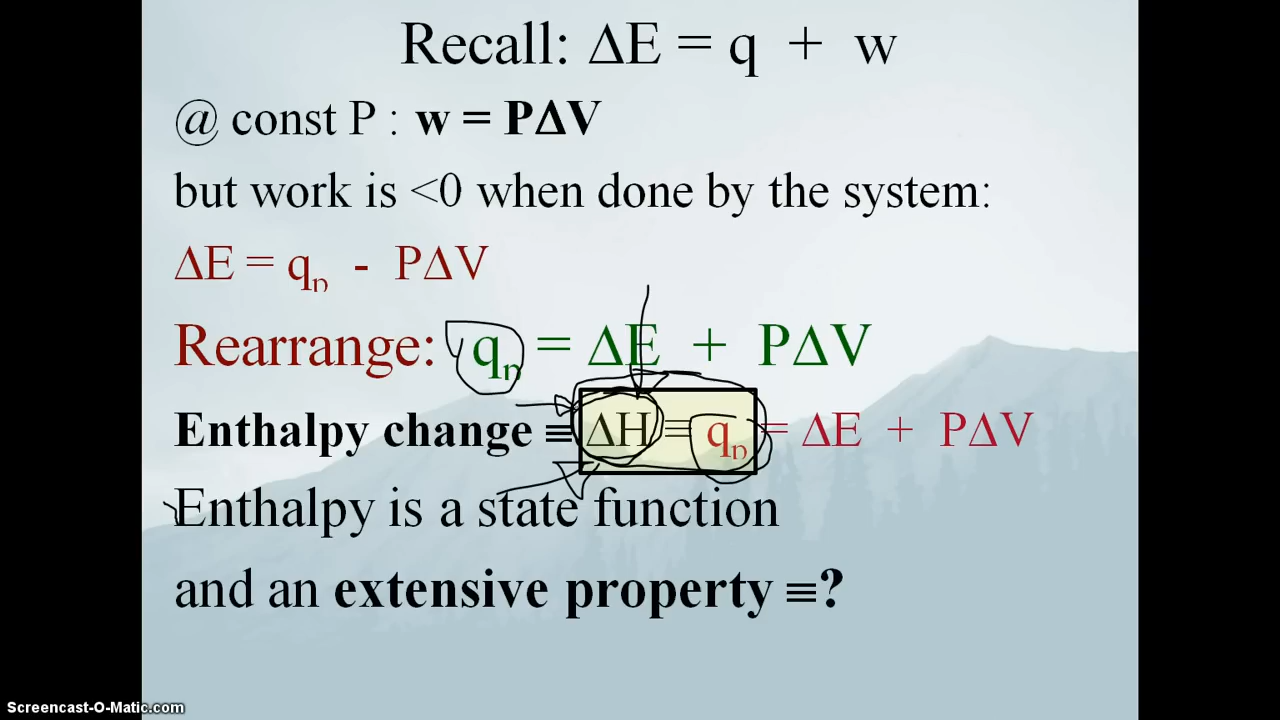 Recall: ΔE = q + w
@ const P : w = PΔV
but work is <0 when done by the system:
ΔE = qp - PΔV
Rearrange: qp = ΔE + PΔV
Enthalpy change ≡ ΔH ≡ qp = ΔE + PΔV
Enthalpy is a state function
and an extensive property ≡?
Screencast-O-Matic.com